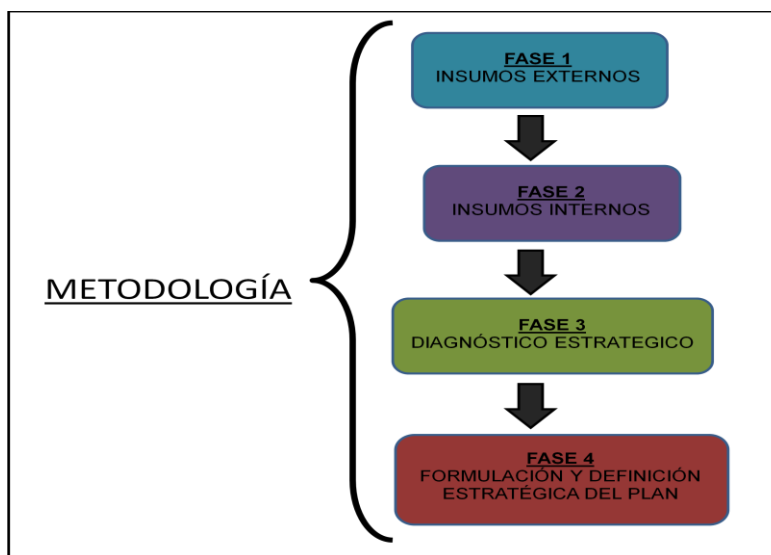 METODOLOGÍA
FASE 1
INSUMOS EXTERNOS
FASE 2
INSUMOS INTERNOS
FASE 3
DIAGNÓSTICO ESTRATEGICO
FASE 4
FORMULACIÓN Y DEFINICIÓN
ESTRATÉGICA DEL PLAN